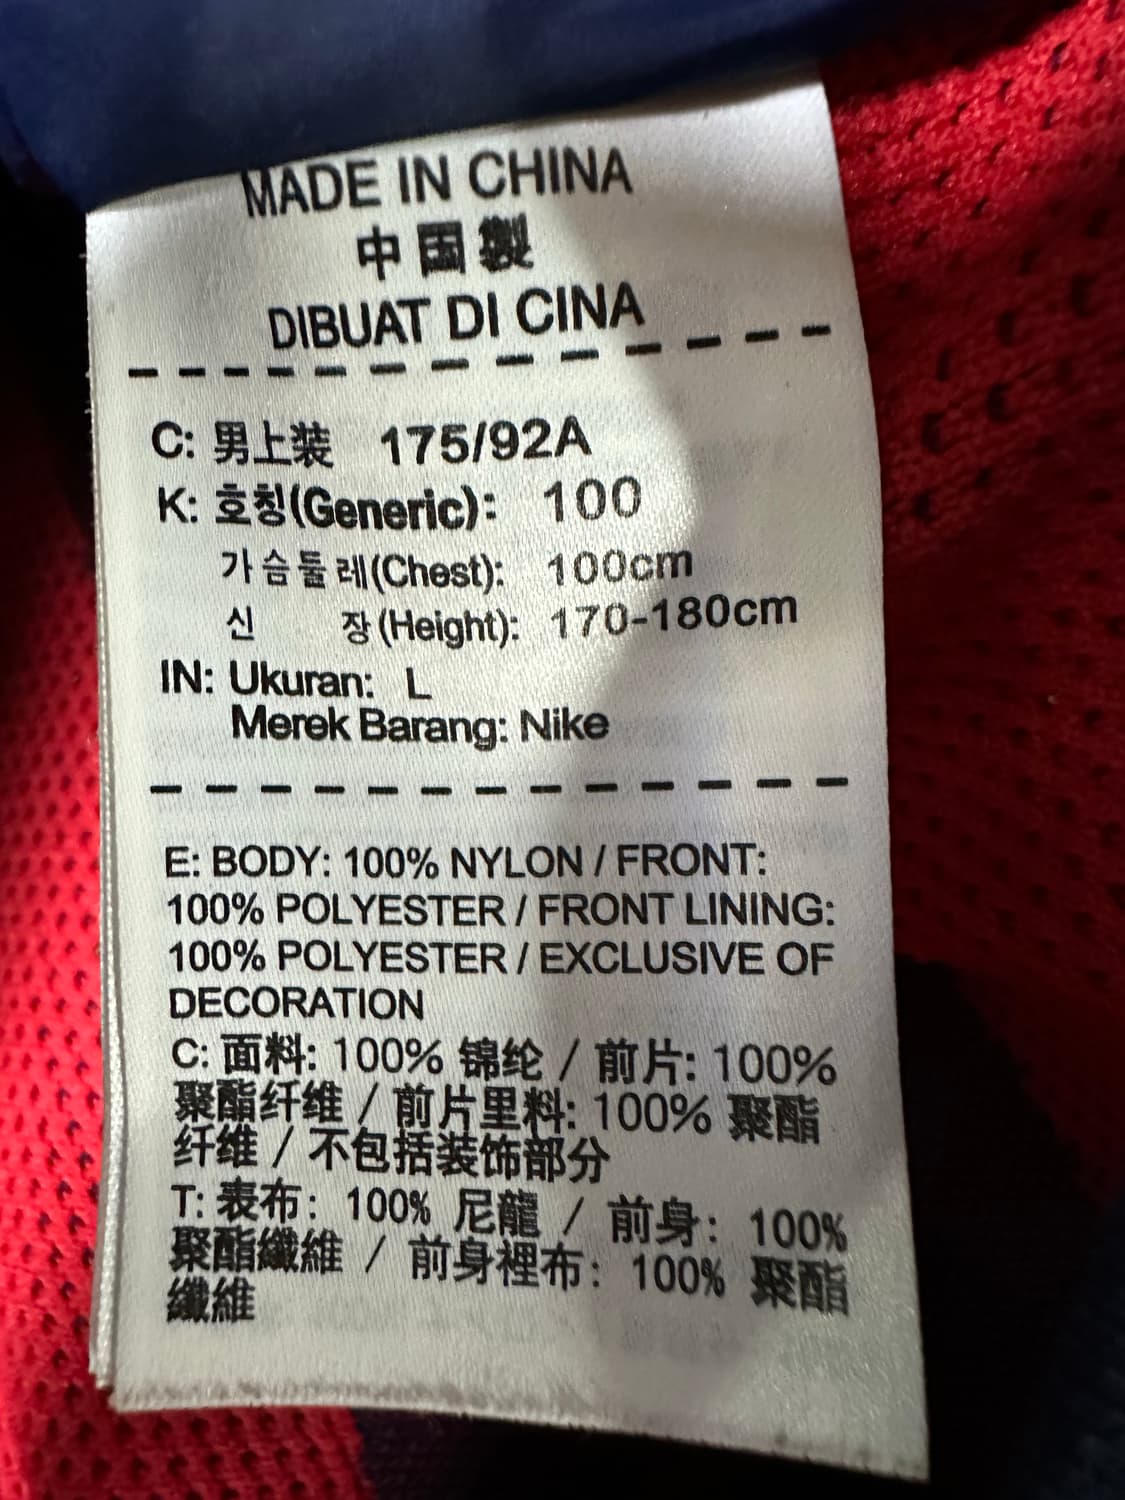 MADE IN CHINA
中国製
DIBUAT DI CINA
C: 男上装 175/92A
K: 호칭(Generic): 100
가슴둘레(Chest): 100cm
신 장(Height): 170-180cm
IN: Ukuran: L
Merek Barang: Nike
E: BODY: 100% NYLON / FRONT:
100% POLYESTER / FRONT LINING:
100% POLYESTER / EXCLUSIVE OF
DECORATION
C: 面料: 100% 锦纶 / 前片: 100%
聚酯纤维 / 前片里料: 100% 聚酯
纤维 / 不包括装饰部分
T: 表布: 100% 尼龍 / 前身: 100%
聚酯纖維 / 前身裡布: 100% 聚酯
纖維